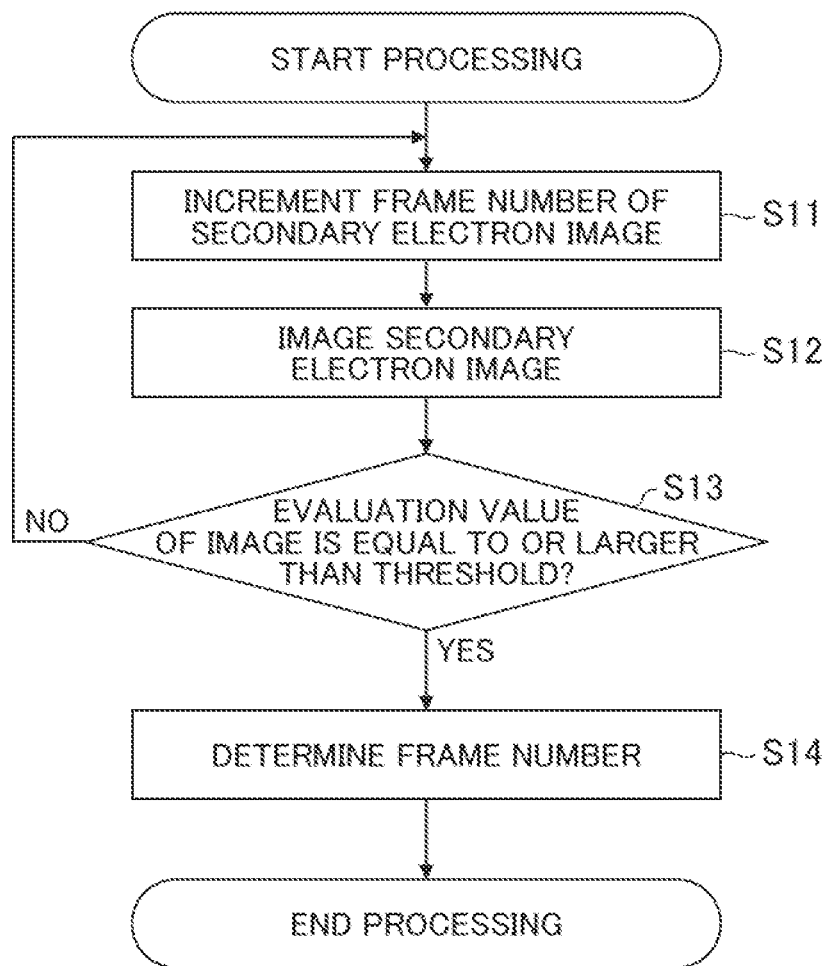 START PROCESSING
INCREMENT FRAME NUMBER OF
SECONDARY ELECTRON IMAGE
S11
IMAGE SECONDARY
ELECTRON IMAGE
S12
S13
EVALUATION VALUE
OF IMAGE IS EQUAL TO OR LARGER
THAN THRESHOLD?
NO
YES
DETERMINE FRAME NUMBER
S14
END PROCESSING